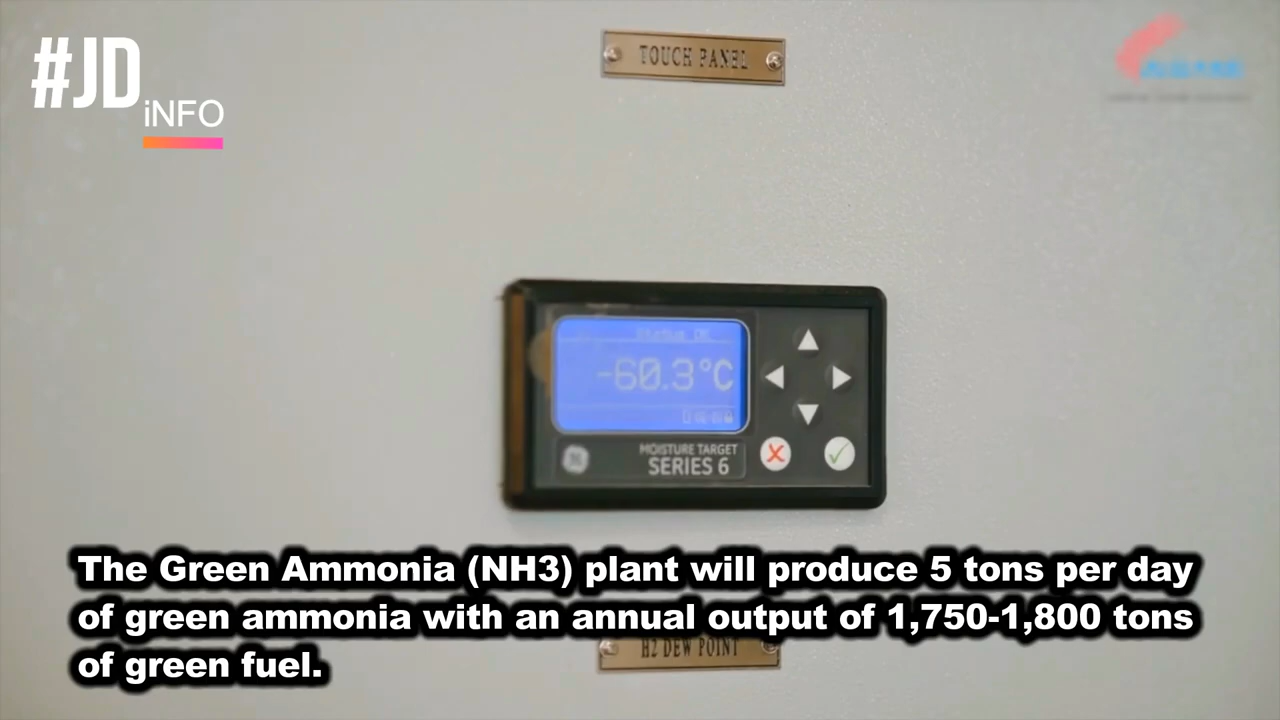 #JD
iNFO
TOUCH PANEL
Status OK
-60.3°C
MOISTURE TARGET
SERIES 6
The Green Ammonia (NH3) plant will produce 5 tons per day
of green ammonia with an annual output of 1,750-1,800 tons
of green fuel.
H2 DEW POINT